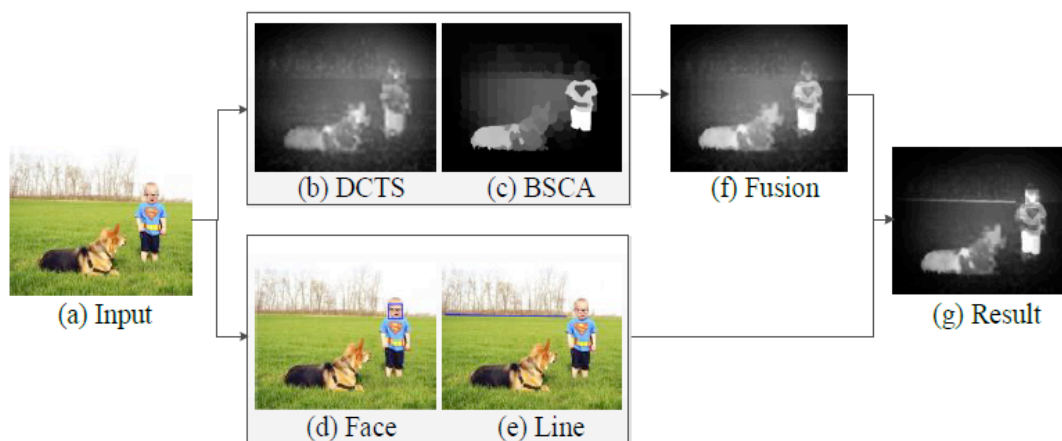 (b) DCTS
(c) BSCA
(f) Fusion
(a) Input
(g) Result
(d) Face
(e) Line